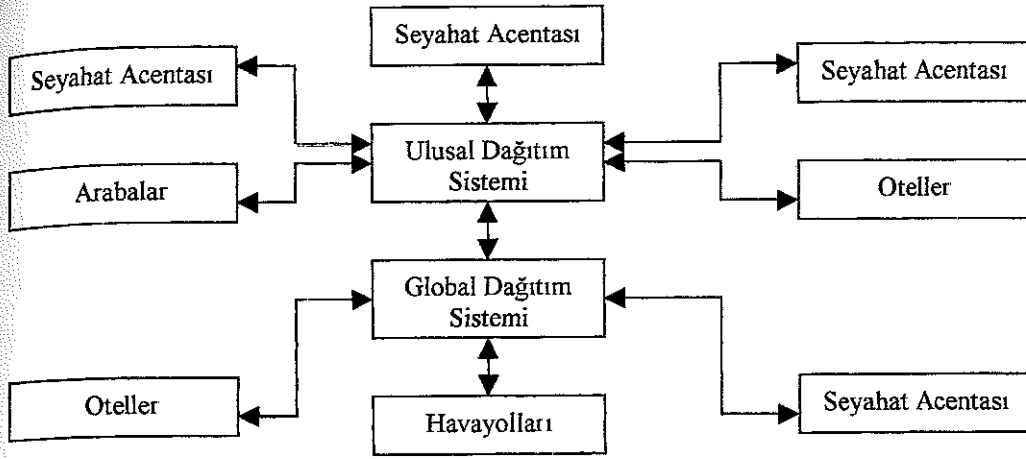 Seyahat Acentası
Seyahat Acentası
Seyahat Acentası
Ulusal Dağıtım
Sistemi
Arabalar
Oteller
Global Dağıtım
Sistemi
Oteller
Seyahat Acentası
Havayolları